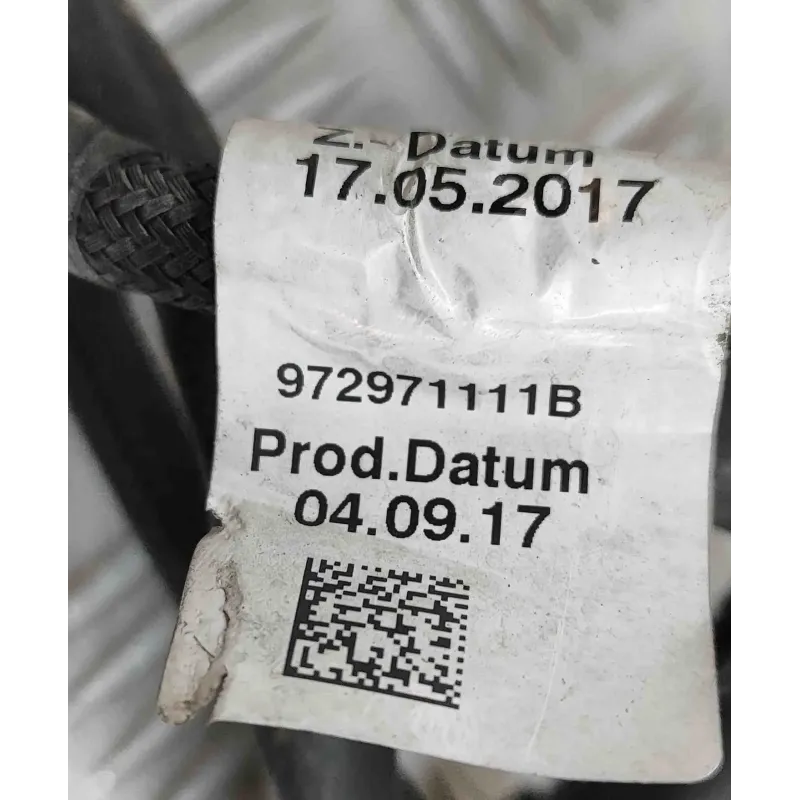 Z.-Datum
17.05.2017
972971111B
Prod.Datum
04.09.17